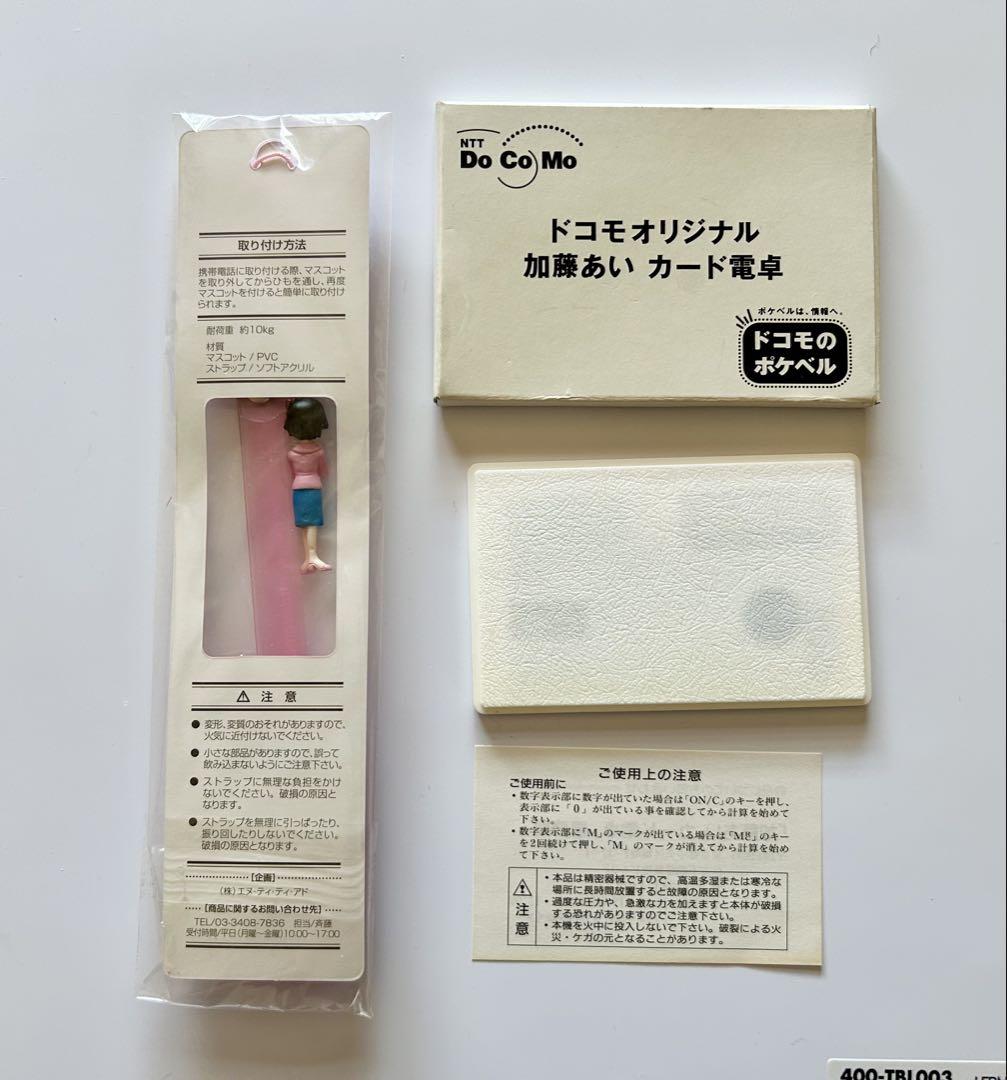 取り付け方法
携帯電話に取り付ける際、マスコット
を取り外してからひもを通し、再度
マスコットを付けると簡単に取り付け
られます。
耐荷重 約10kg
材質
マスコット / PVC
ストラップ / ソフトアクリル
⚠ 注 意
● 変形、変質のおそれがありますので、
火気に近付けないでください。
● 小さな部品がありますので、誤って
飲み込まないようにご注意下さい。
● ストラップに無理な負担をかけ
ないでください。破損の原因と
なります。
● ストラップを無理に引っぱったり、
振り回したりしないでください。
破損の原因となります。
[企画]
(株) エヌ・ティ・ティ・アド
[商品に関するお問い合わせ先]
TEL/03-3408-7836 担当/斉藤
受付時間/平日(月曜〜金曜)10:00〜17:00
NTT
DoCoMo
ドコモオリジナル
加藤あい カード電卓
ポケベルは、情報へ。
ドコモの
ポケベル
ご使用上の注意
ご使用前に
・数字表示部に数字が出ていた場合は「ON/C」のキーを押し、
表示部に「0」が出ている事を確認してから計算を始めて
下さい。
・数字表示部に「M」のマークが出ている場合は「」のキー
を2回続けて押し、「M」のマークが消えてから計算を始め
て下さい。
⚠
注
意
・本品は精密器械ですので、高温多湿または寒冷な
場所に長時間放置すると故障の原因となります。
・過度な圧力や、急激な力を加えますと本体が破損
する恐れがありますのでご注意下さい。
・本機を火中に投入しないで下さい。破裂による火
災・ケガの元となることがあります。
400-TBL003